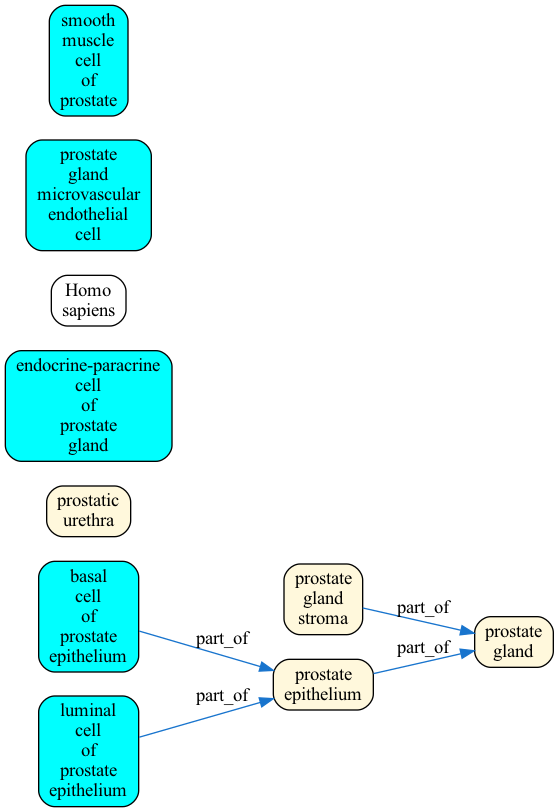 smooth
muscle
cell
of
prostate
prostate
gland
microvascular
endothelial
cell
Homo
sapiens
endocrine-paracrine
cell
of
prostate
gland
prostatic
urethra
basal
cell
of
prostate
epithelium
part_of
prostate
gland
stroma
part_of
prostate
gland
luminal
cell
of
prostate
epithelium
part_of
prostate
epithelium
part_of